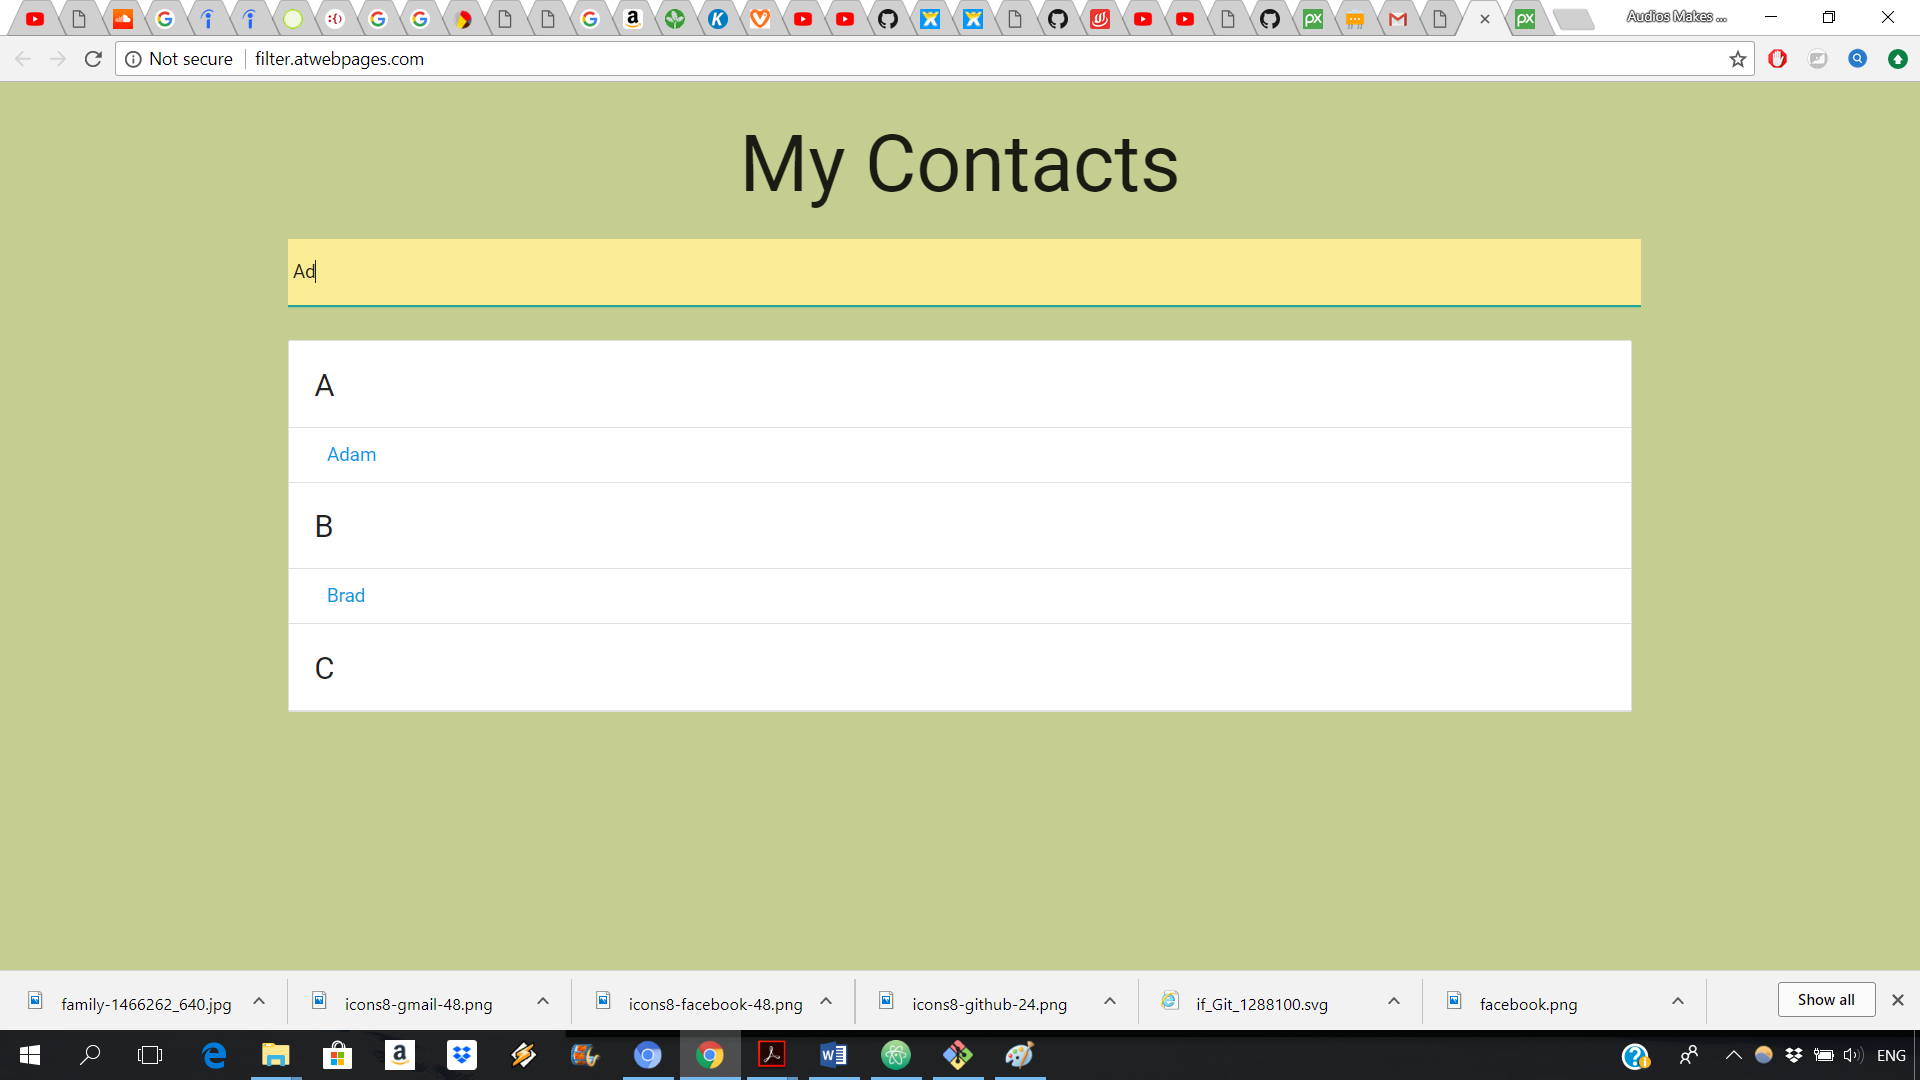 Audios Makes ...
Not secure
filter.atwebpages.com
My Contacts
Ad
A
Adam
B
Brad
C
family-1466262_640.jpg
icons8-gmail-48.png
icons8-facebook-48.png
icons8-github-24.png
if_Git_1288100.svg
facebook.png
Show all
ENG